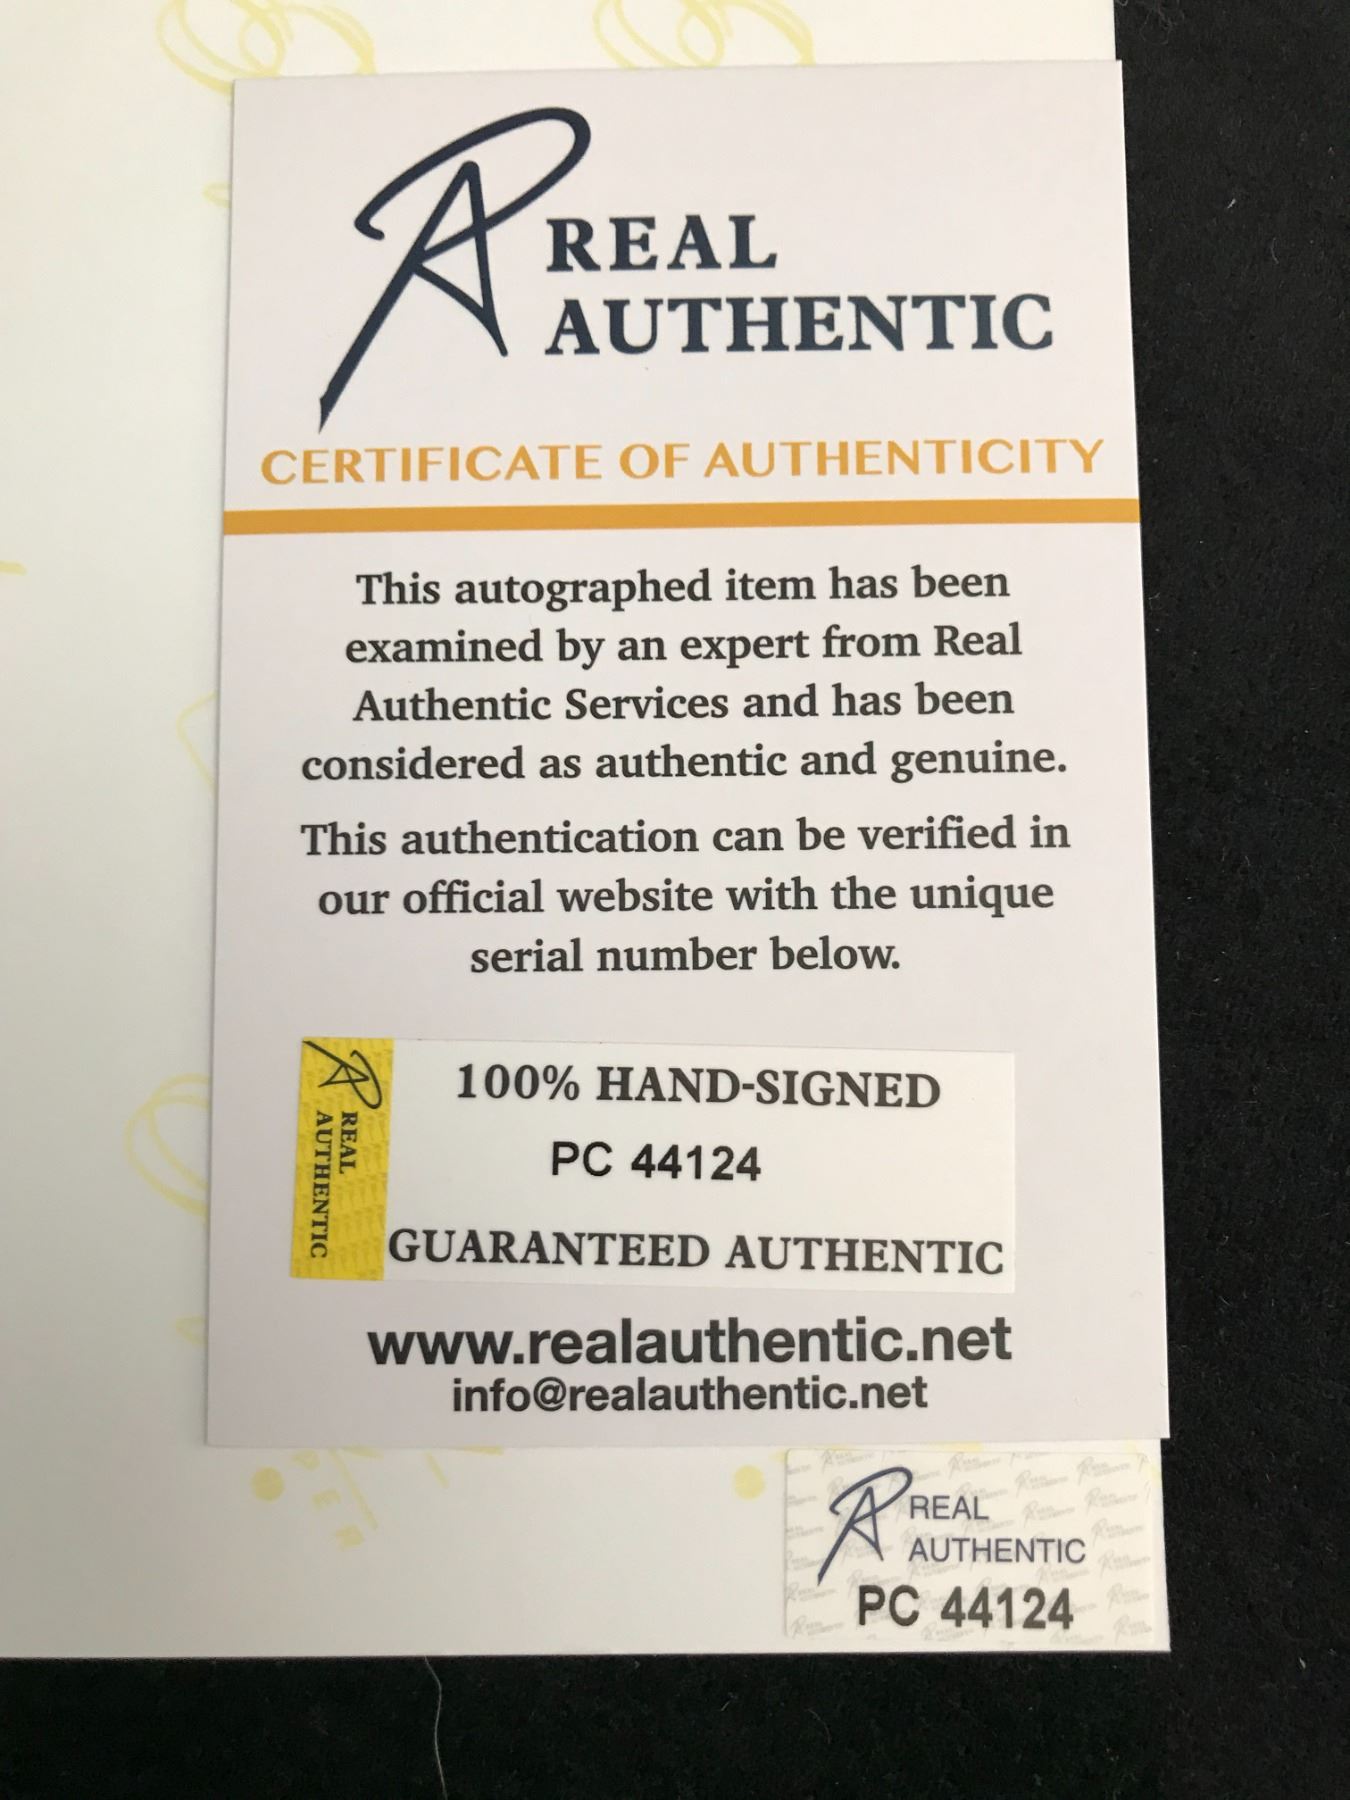 REAL
AUTHENTIC
CERTIFICATE OF AUTHENTICITY
This autographed item has been
examined by an expert from Real
Authentic Services and has been
considered as authentic and genuine.
This authentication can be verified in
our official website with the unique
serial number below.
REAL
AUTHENTIC
100% HAND-SIGNED
PC 44124
GUARANTEED AUTHENTIC
www.realauthentic.net
info@realauthentic.net
REAL
AUTHENTIC
PC 44124